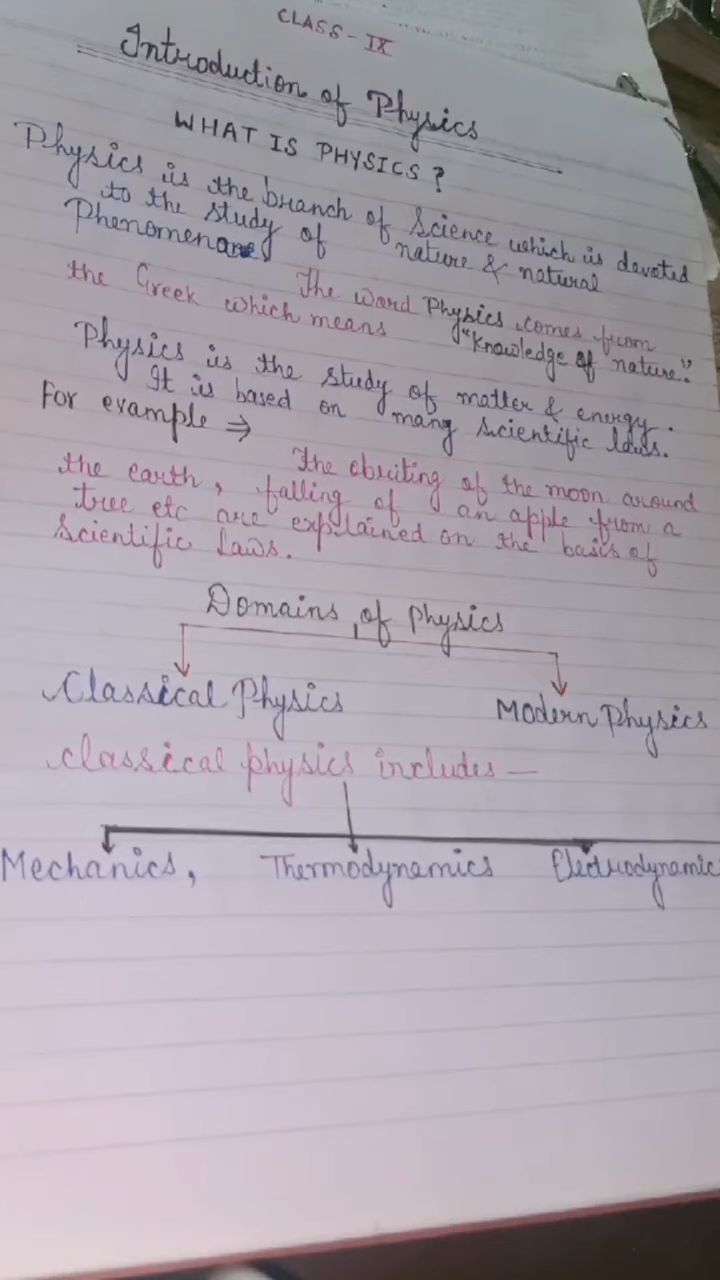 CLASS - IX
Introduction of Physics
WHAT IS PHYSICS?
Physics is the branch of Science which is devoted
to the study of nature & natural
Phenomenane.
The word Physics comes from
the Greek which means "Knowledge of nature."
Physics is the study of matter & energy.
It is based on many scientific laws.
For example ⇒
The obriting of the moon around
the earth, falling of an apple from a
tree etc are explained on the basis of
Scientific laws.
Domains of Physics
Classical Physics Modern Physics
Classical physics includes —
Mechanics, Thermodynamics Electrodynamic